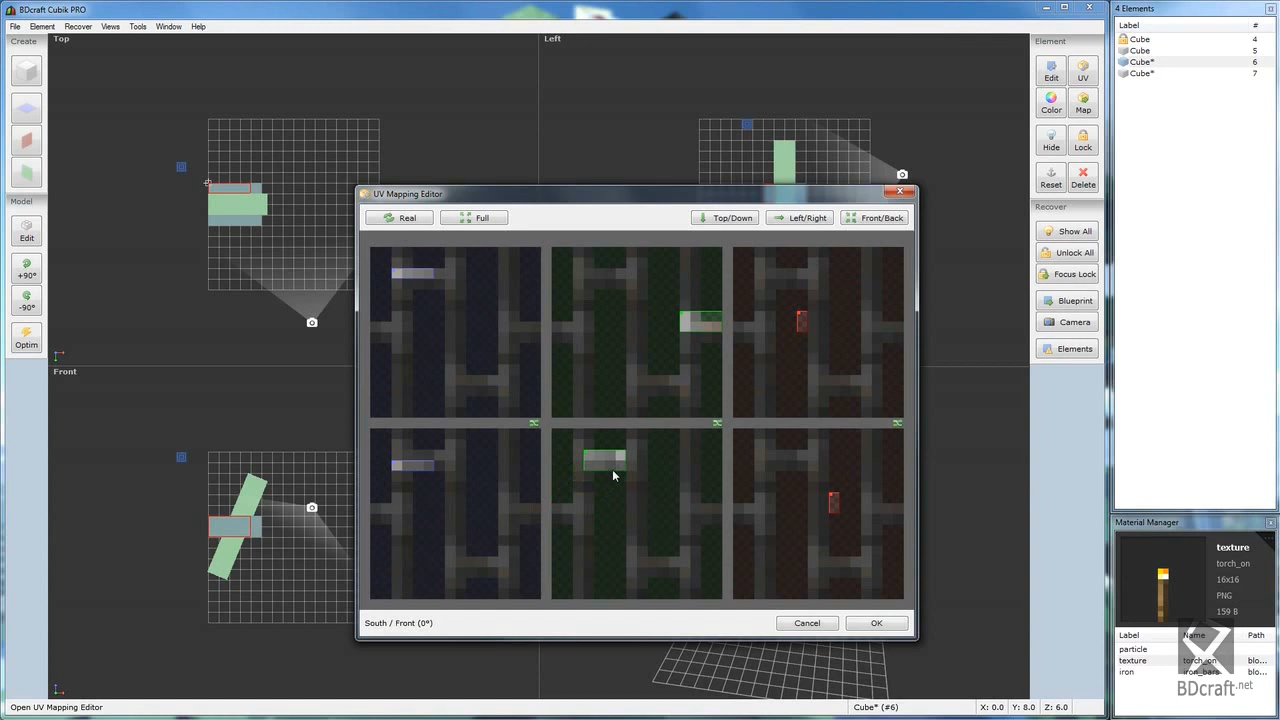 BDcraft Cubik PRO
File Element Recover Views Tools Window Help
Create
Model
Edit
+90°
-90°
Optim
Top
Left
Front
UV Mapping Editor
Real Full Top/Down Left/Right Front/Back
South / Front (0°)
Cancel OK
Element
Edit UV
Color Map
Hide Lock
Reset Delete
Recover
Show All
Unlock All
Focus Lock
Blueprint
Camera
Elements
4 Elements
Label #
Cube 4
Cube 5
Cube* 6
Cube* 7
Material Manager
texture
torch_on
16x16
PNG
159 B
Label Name Path
particle
texture torch_on blo...
iron iron_bars blo...
BDcraft.net
Open UV Mapping Editor
Cube* (#6)
X: 0.0 Y: 8.0 Z: 6.0